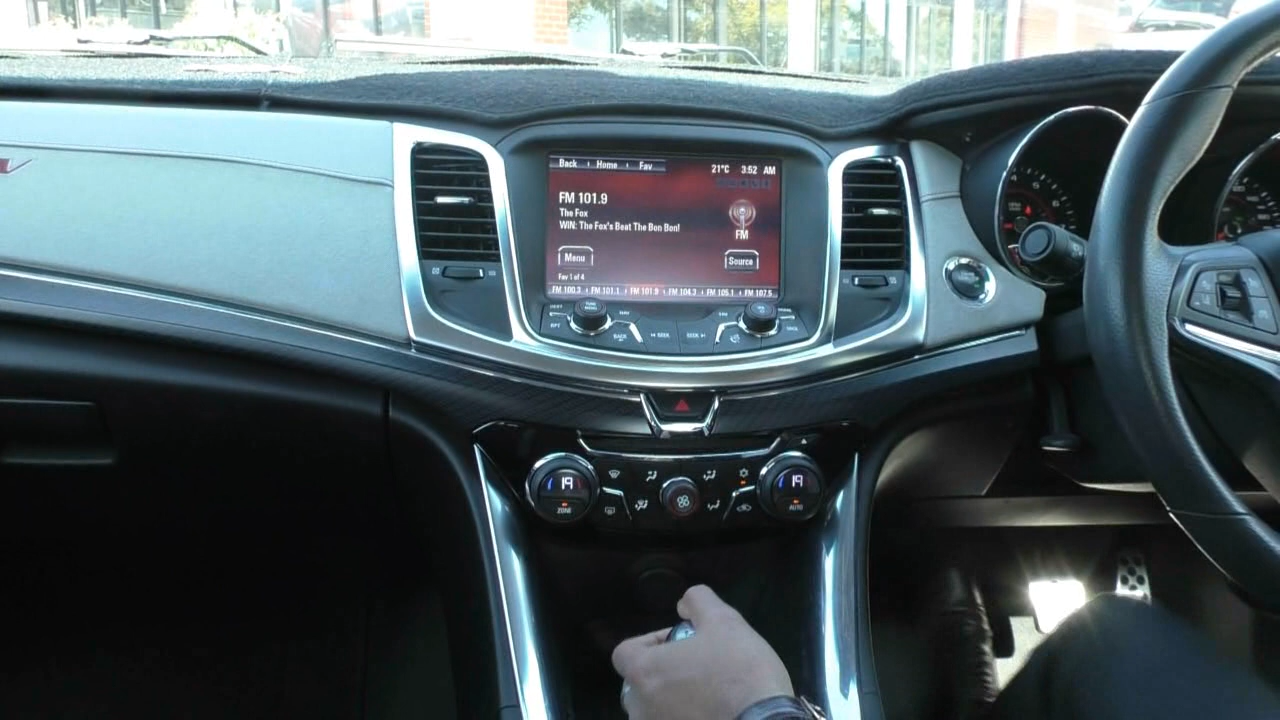 Back Home Fav 21°C 3:52 AM
FM 101.9
The Fox
WIN: The Fox's Beat The Bon Bon!
FM
Menu Source
Fav 1 of 4
FM 100.3 FM 101.1 FM 101.9 FM 104.3 FM 105.1 FM 107.5
BACK SEEK SEEK
19 19
ZONE AUTO